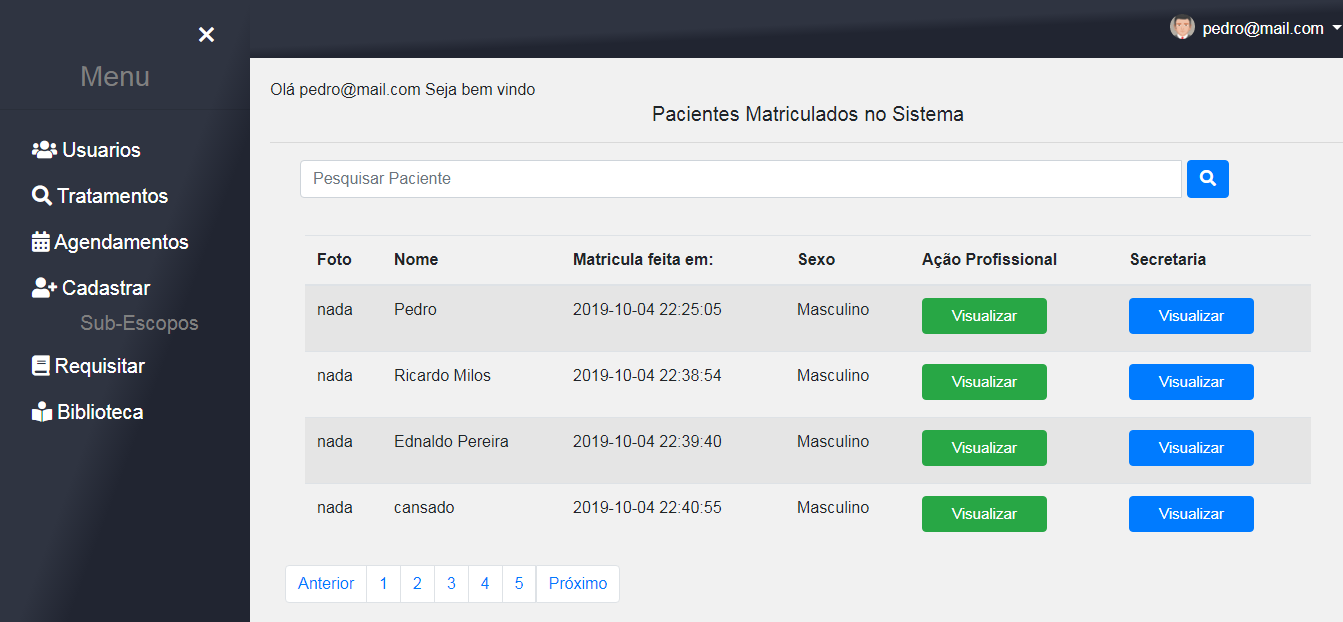 Menu
Usuarios
Tratamentos
Agendamentos
Cadastrar
Sub-Escopos
Requisitar
Biblioteca
pedro@mail.com
Olá pedro@mail.com Seja bem vindo
Pacientes Matriculados no Sistema
Pesquisar Paciente
Foto Nome Matricula feita em: Sexo Ação Profissional Secretaria
nada Pedro 2019-10-04 22:25:05 Masculino Visualizar Visualizar
nada Ricardo Milos 2019-10-04 22:38:54 Masculino Visualizar Visualizar
nada Ednaldo Pereira 2019-10-04 22:39:40 Masculino Visualizar Visualizar
nada cansado 2019-10-04 22:40:55 Masculino Visualizar Visualizar
Anterior 1 2 3 4 5 Próximo